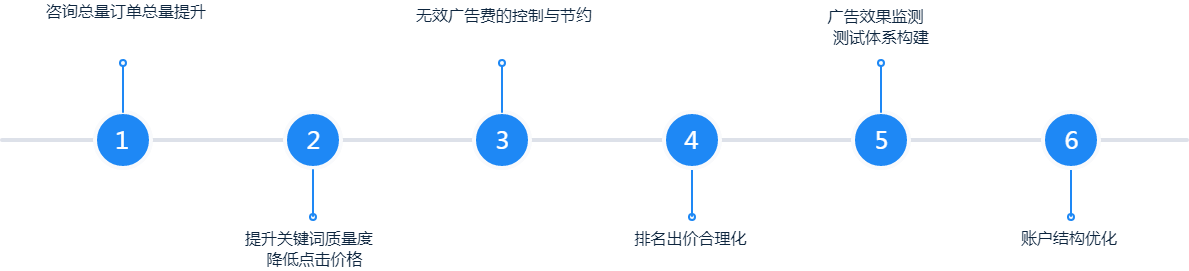 咨询总量订单总量提升
1
2
提升关键词质量度
降低点击价格
无效广告费的控制与节约
3
4
排名出价合理化
广告效果监测
测试体系构建
5
6
账户结构优化